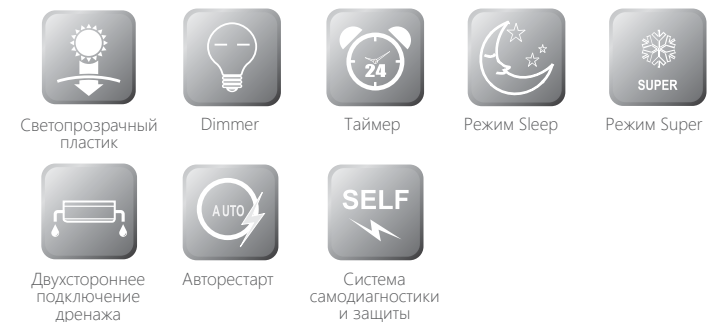 24
SUPER
Светопрозрачный
пластик
Dimmer
Таймер
Режим Sleep
Режим Super
AUTO
SELF
Двухстороннее
подключение
дренажа
Авторестарт
Система
самодиагностики
и защиты